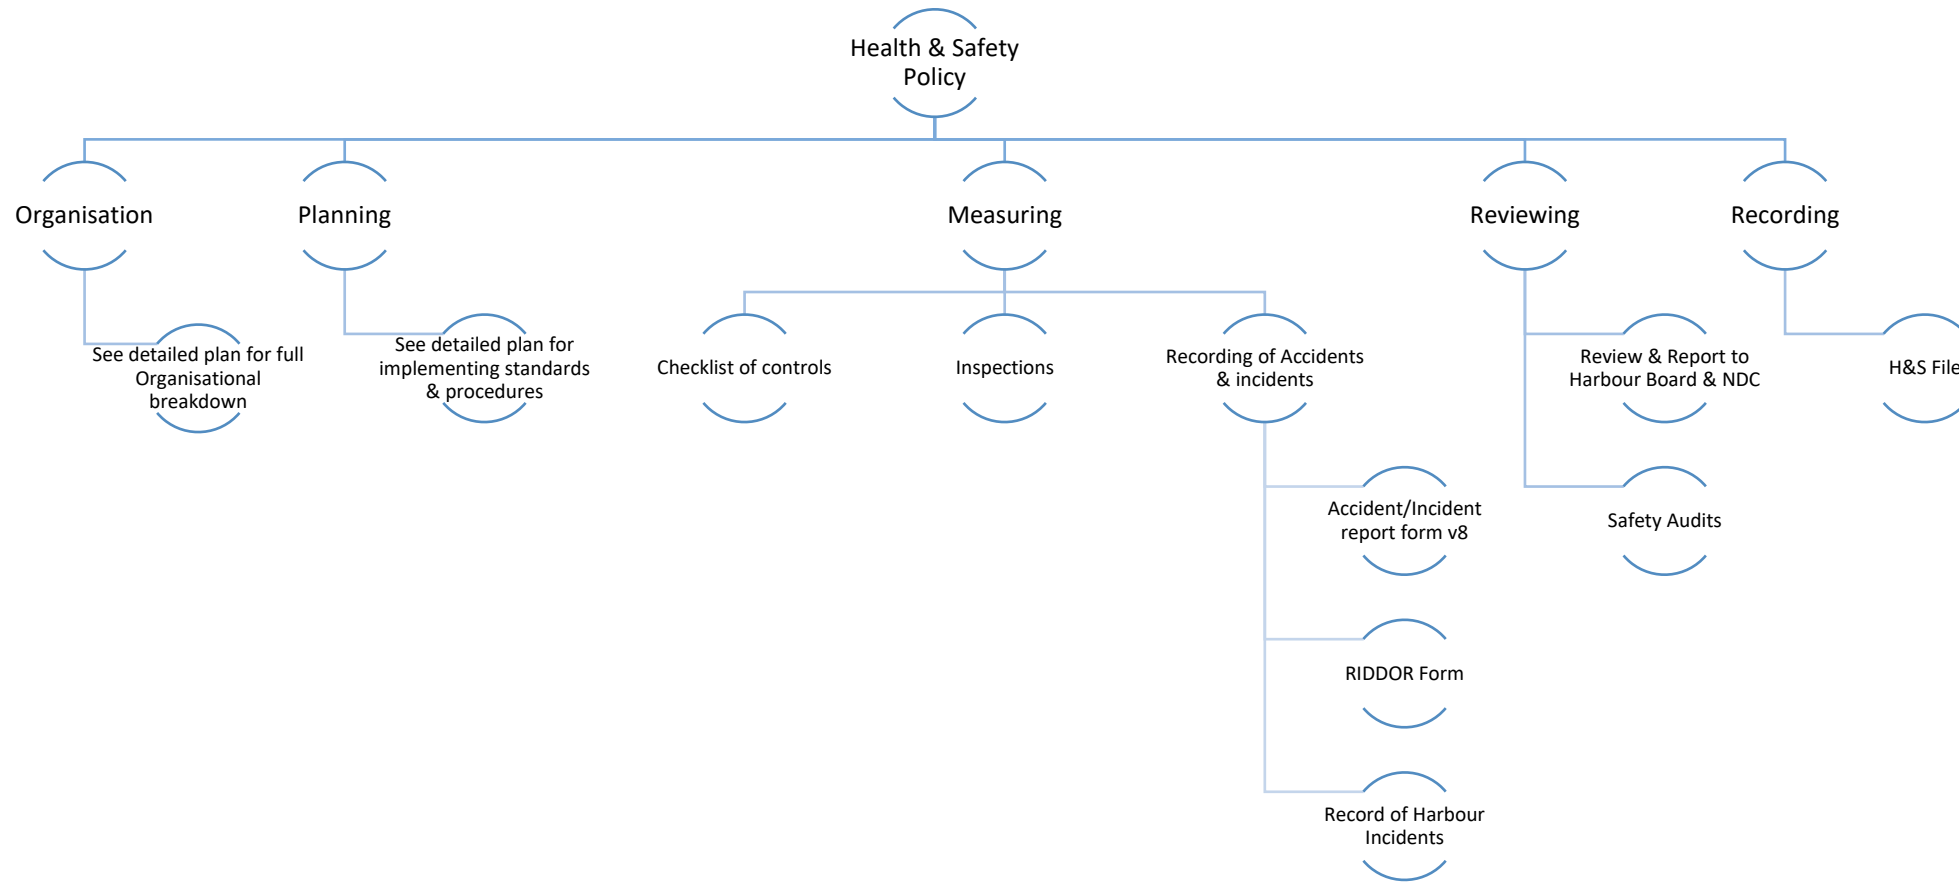 Health & Safety
Policy
Organisation
Planning
Measuring
Reviewing
Recording
See detailed plan for full
Organisational
breakdown
See detailed plan for
implementing standards
& procedures
Checklist of controls
Inspections
Recording of Accidents
& incidents
Review & Report to
Harbour Board & NDC
H&S File
Accident/Incident
report form v8
Safety Audits
RIDDOR Form
Record of Harbour
Incidents